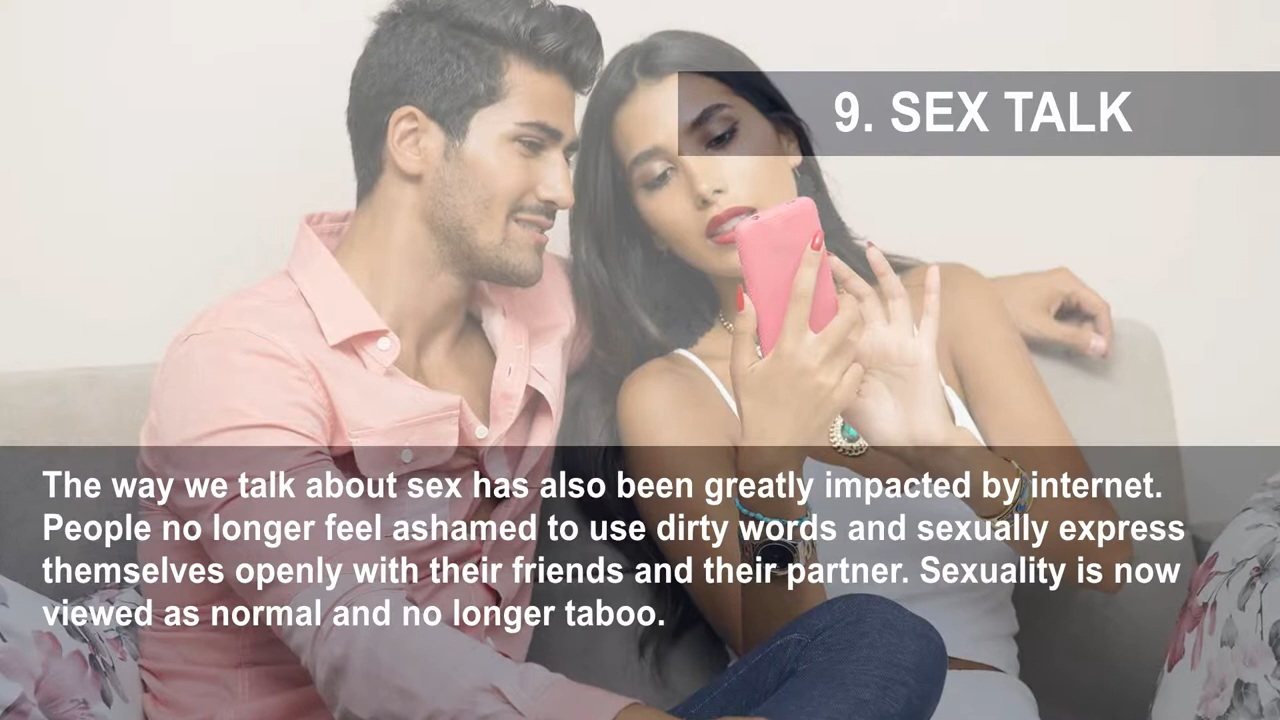 9. SEX TALK
The way we talk about sex has also been greatly impacted by internet.
People no longer feel ashamed to use dirty words and sexually express
themselves openly with their friends and their partner. Sexuality is now
viewed as normal and no longer taboo.